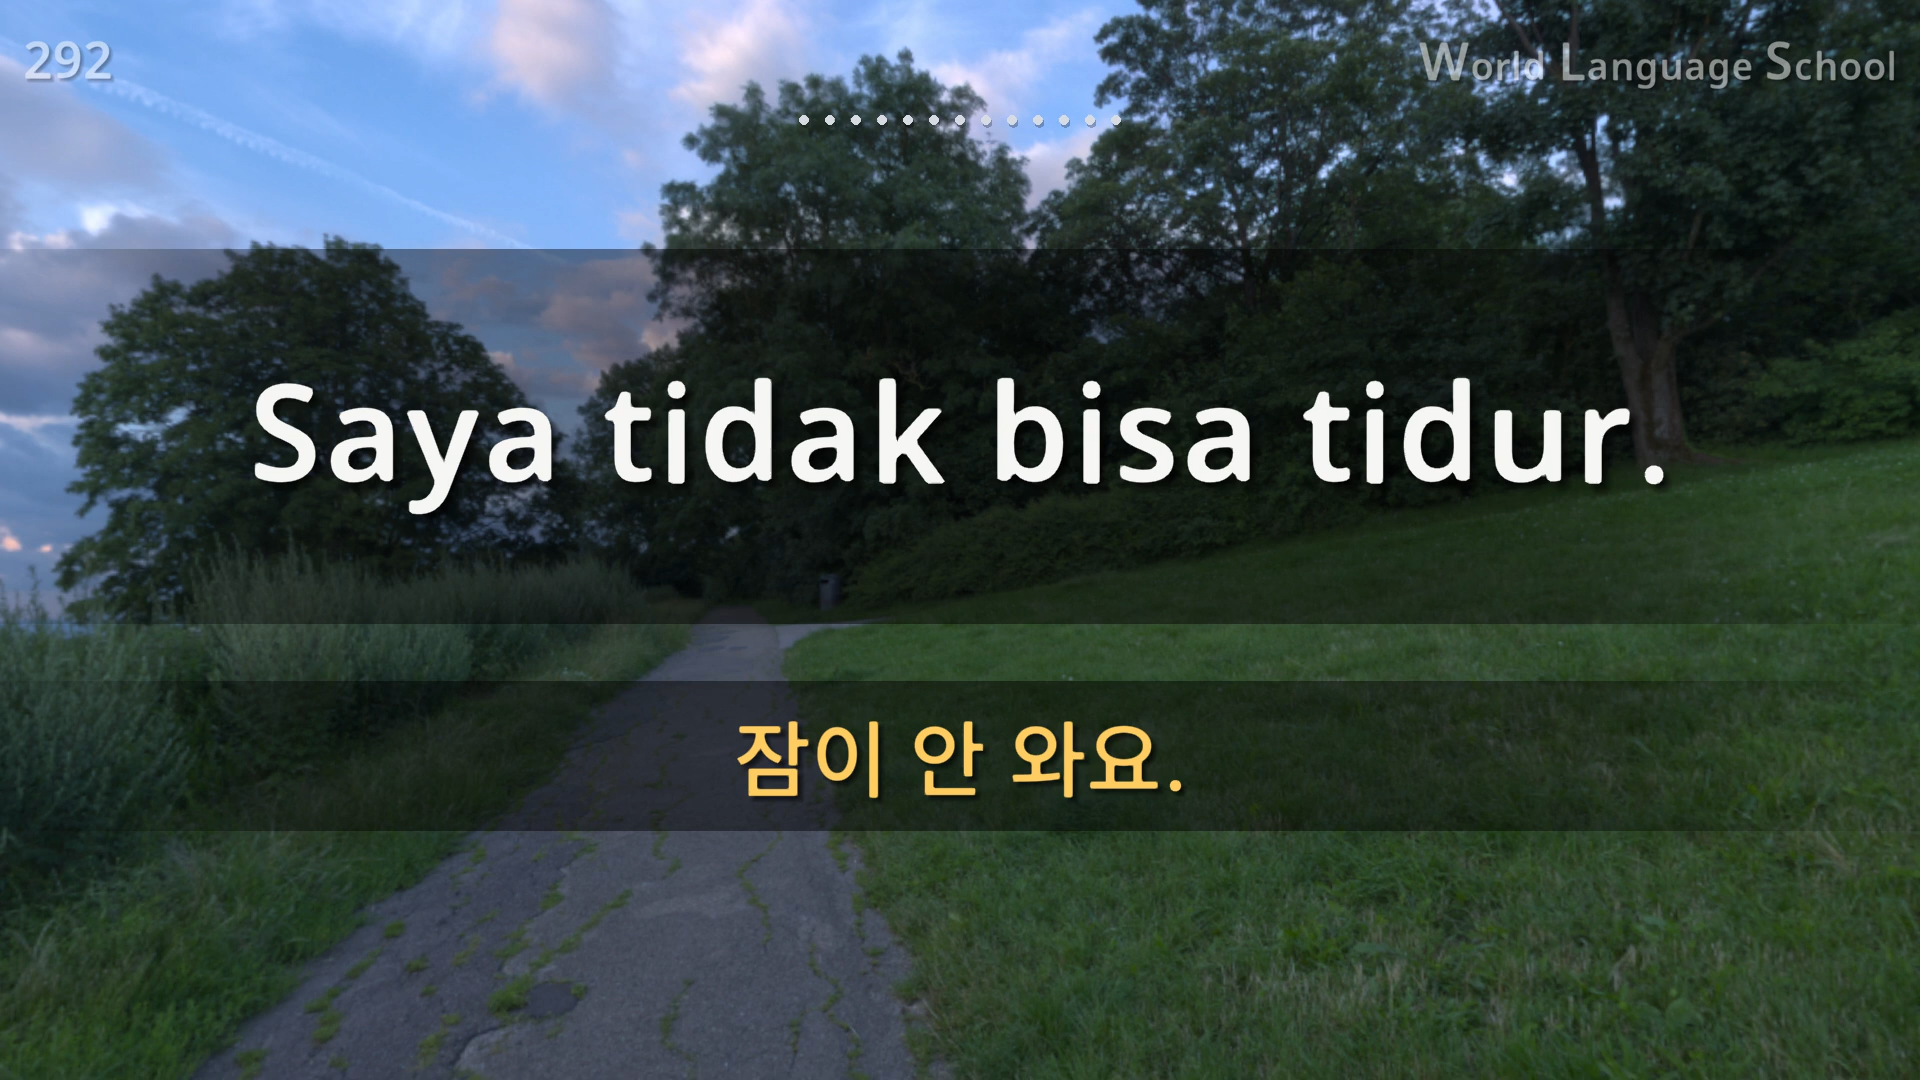 292
World Language School
Saya tidak bisa tidur.
잠이 안 와요.